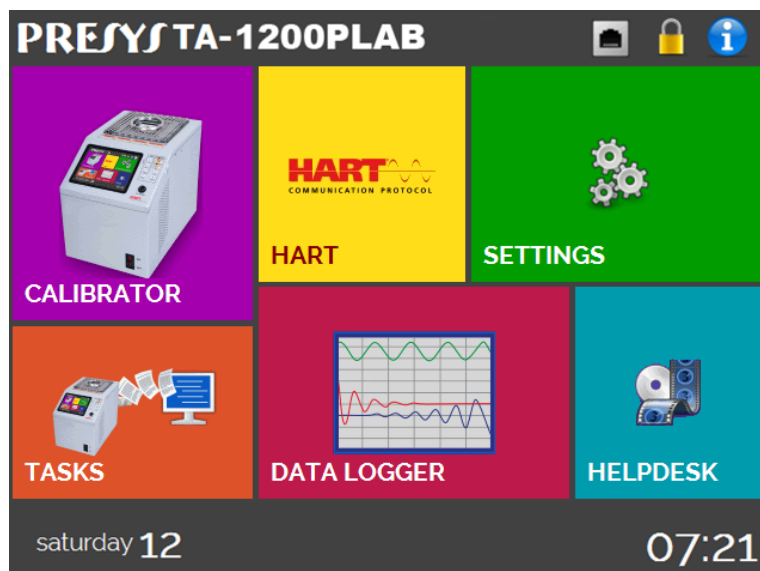 PRESYS TA-1200PLAB
HART
COMMUNICATION PROTOCOL
HART
SETTINGS
CALIBRATOR
TASKS
DATA LOGGER
HELPDESK
saturday 12
07:21